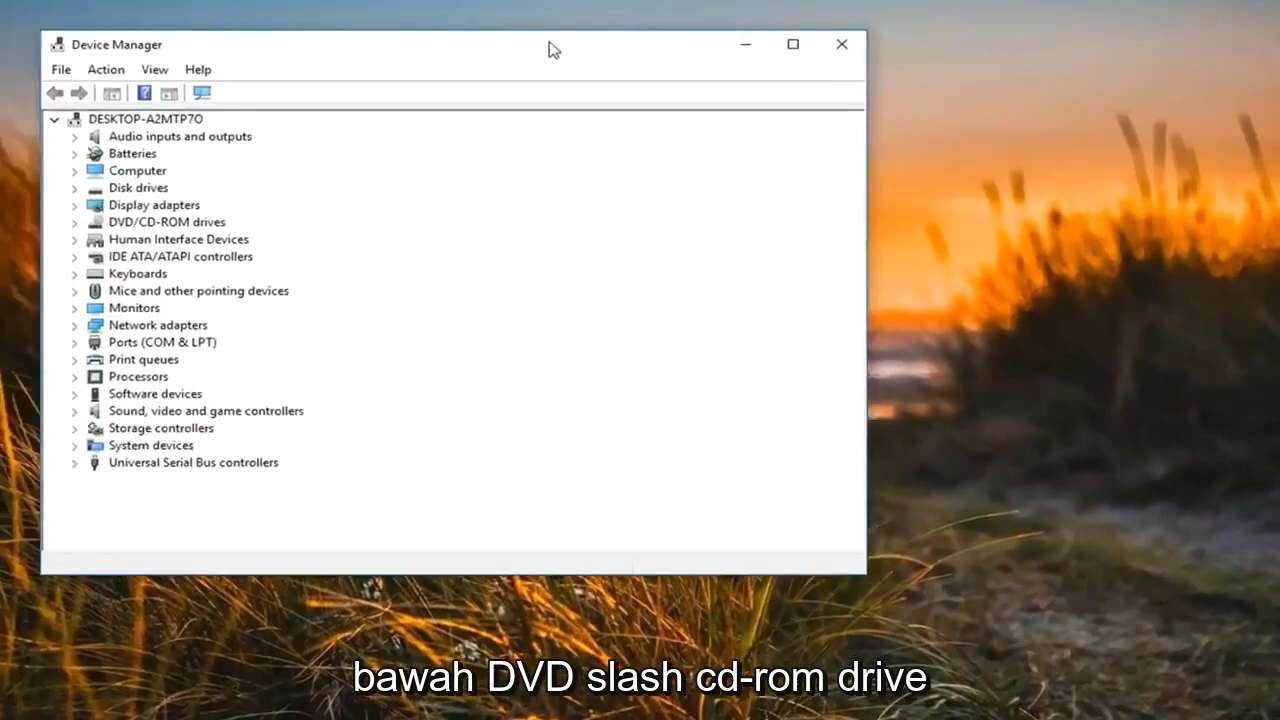 Device Manager
File Action View Help
DESKTOP-A2MTP7O
Audio inputs and outputs
Batteries
Computer
Disk drives
Display adapters
DVD/CD-ROM drives
Human Interface Devices
IDE ATA/ATAPI controllers
Keyboards
Mice and other pointing devices
Monitors
Network adapters
Ports (COM & LPT)
Print queues
Processors
Software devices
Sound, video and game controllers
Storage controllers
System devices
Universal Serial Bus controllers
bawah DVD slash cd-rom drive